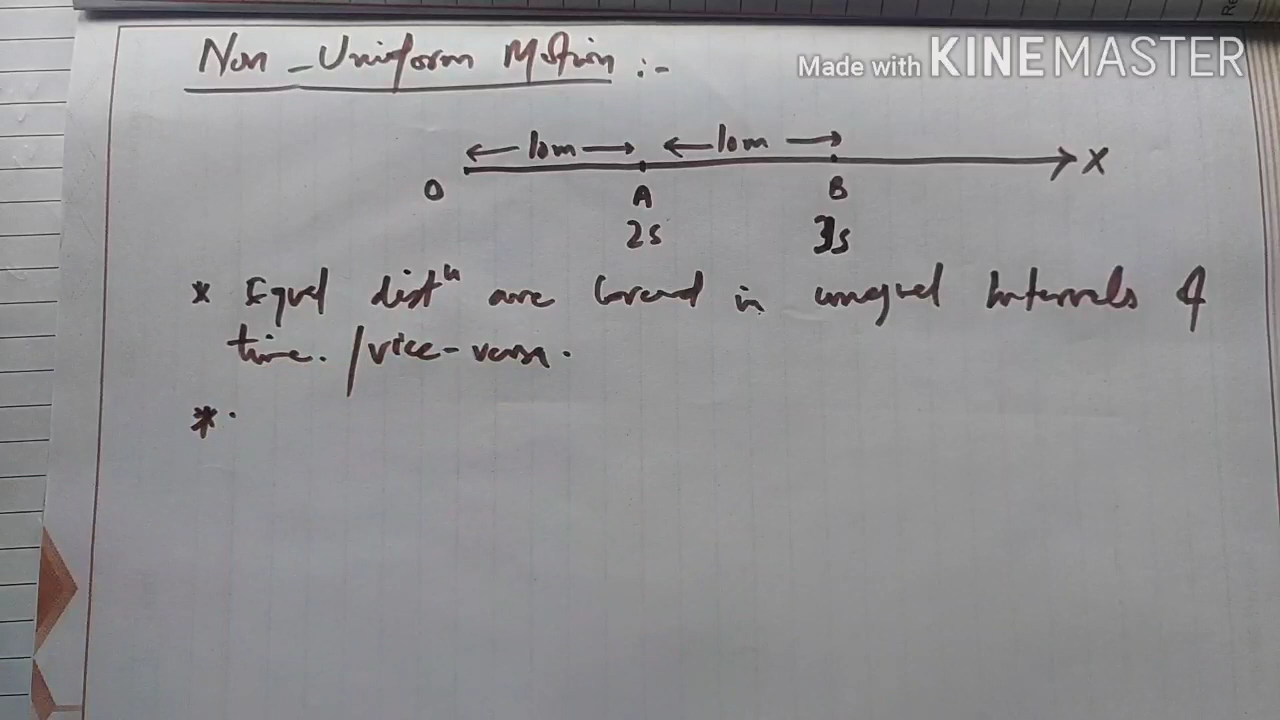 Non-Uniform Motion :-
Made with KINEMASTER
10m 10m
X
O A B
2s 3s
* Equal distn are covered in unequal Intervals of
time. /vice-versa.
*